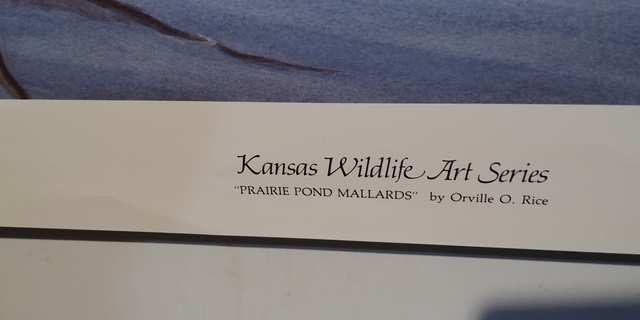 Kansas Wildlife Art Series
"PRAIRIE POND MALLARDS" by Orville O. Rice